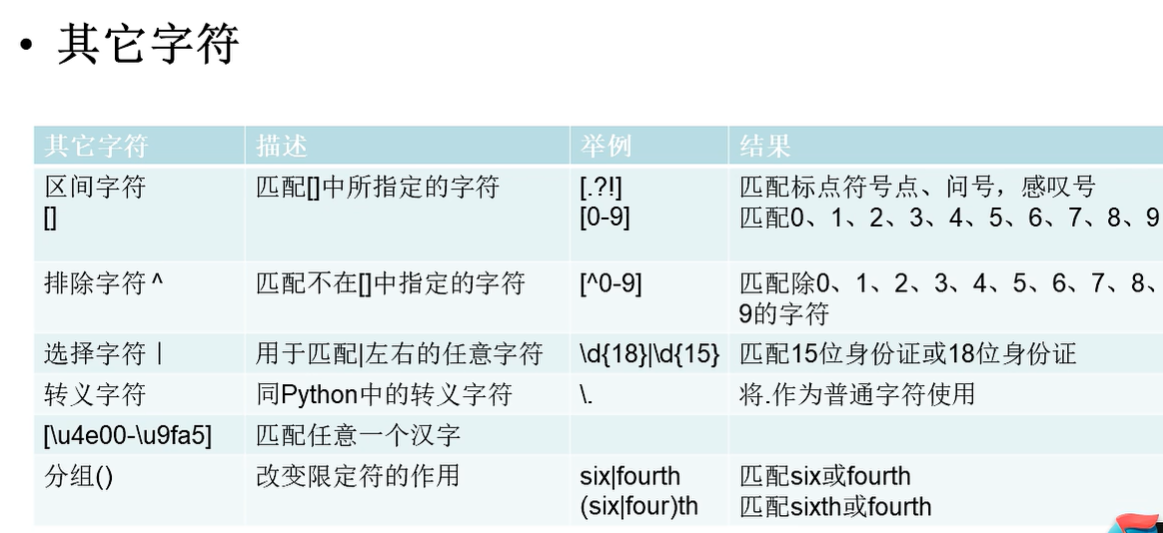 • 其它字符
其它字符 描述 举例 结果
区间字符 匹配[]中所指定的字符 [.?!] 匹配标点符号点、问号，感叹号
[] [0-9] 匹配0、1、2、3、4、5、6、7、8、9
排除字符 ^ 匹配不在[]中指定的字符 [^0-9] 匹配除0、1、2、3、4、5、6、7、8、
9的字符
选择字符 | 用于匹配|左右的任意字符 \d{18}|\d{15} 匹配15位身份证或18位身份证
转义字符 同Python中的转义字符 \. 将.作为普通字符使用
[\u4e00-\u9fa5] 匹配任意一个汉字
分组() 改变限定符的作用 six|fourth 匹配six或fourth
(six|four)th 匹配sixth或fourth